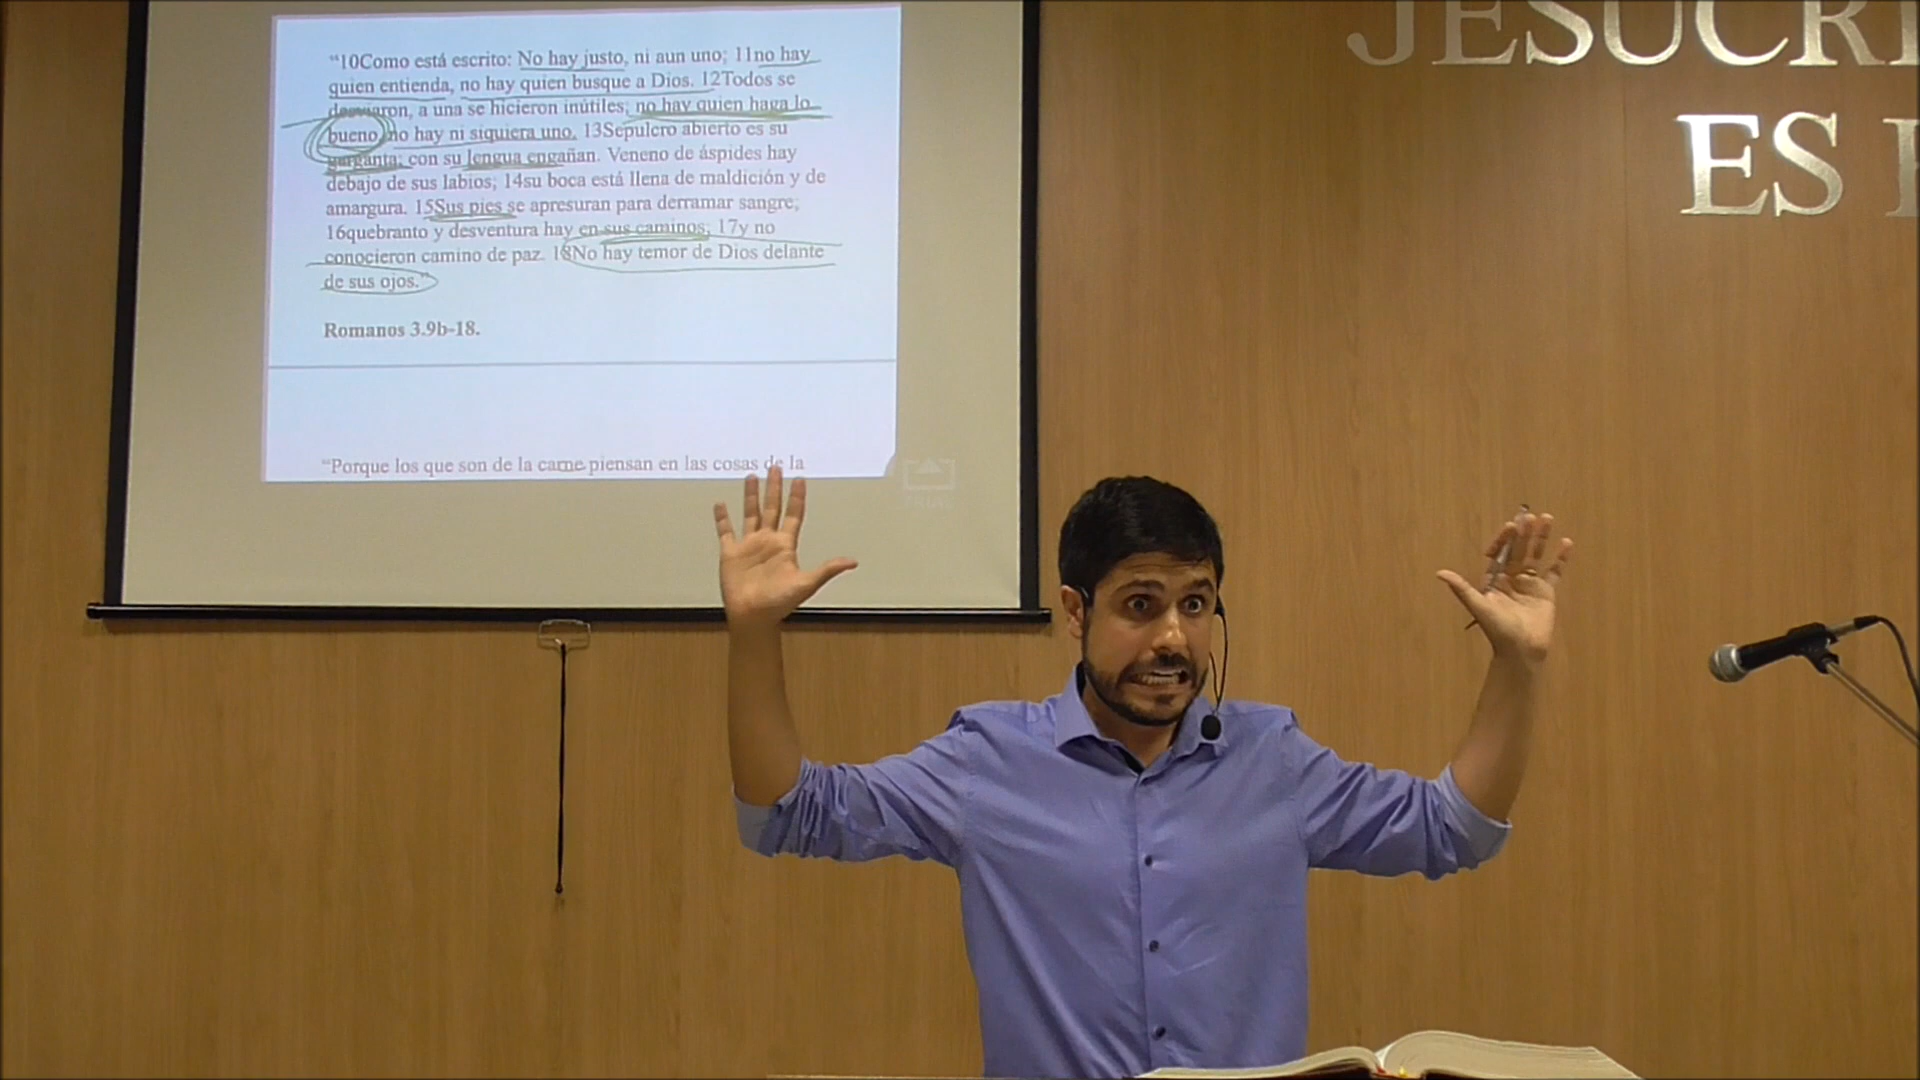 “10Como está escrito: No hay justo, ni aun uno; 11no hay
quien entienda, no hay quien busque a Dios. 12Todos se
desviaron, a una se hicieron inútiles; no hay quien haga lo
bueno, no hay ni siquiera uno. 13Sepulcro abierto es su
garganta; con su lengua engañan. Veneno de áspides hay
debajo de sus labios; 14su boca está llena de maldición y de
amargura. 15Sus pies se apresuran para derramar sangre;
16quebranto y desventura hay en sus caminos; 17y no
conocieron camino de paz. 18No hay temor de Dios delante
de sus ojos.”
Romanos 3.9b-18.
“Porque los que son de la carne piensan en las cosas de la
JESUCRI
ES